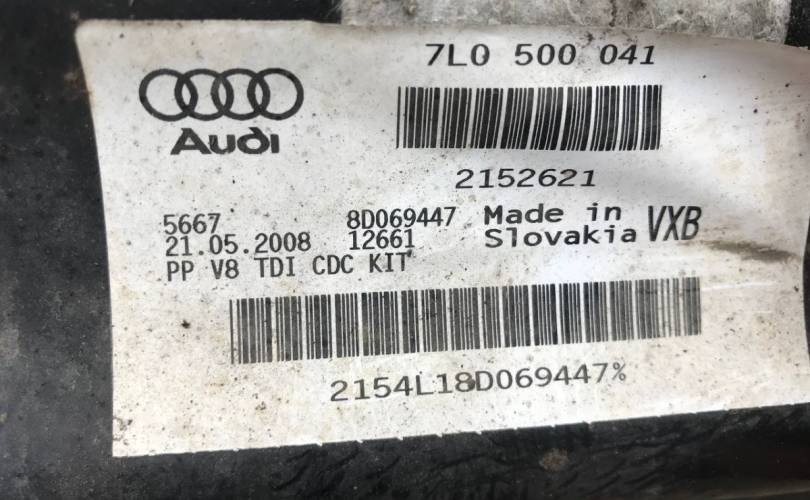 7L0 500 041
Audi
2152621
5667 8D069447 Made in VXB
21.05.2008 12661 Slovakia
PP V8 TDI CDC KIT
2154L18D069447%